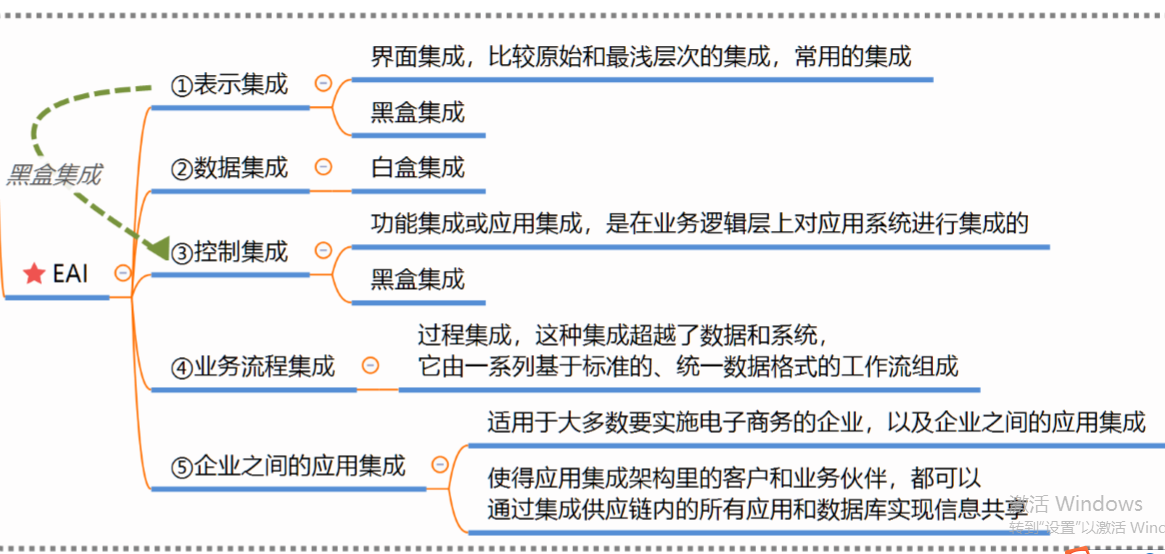 界面集成，比较原始和最浅层次的集成，常用的集成
①表示集成
黑盒集成
黑盒集成
②数据集成
白盒集成
功能集成或应用集成，是在业务逻辑层上对应用系统进行集成的
③控制集成
黑盒集成
EAI
过程集成，这种集成超越了数据和系统，
它由一系列基于标准的、统一数据格式的工作流组成
④业务流程集成
适用于大多数要实施电子商务的企业，以及企业之间的应用集成
⑤企业之间的应用集成
使得应用集成架构里的客户和业务伙伴，都可以
通过集成供应链内的所有应用和数据库实现信息共享
激活 Windows
转到"设置"以激活 Winc